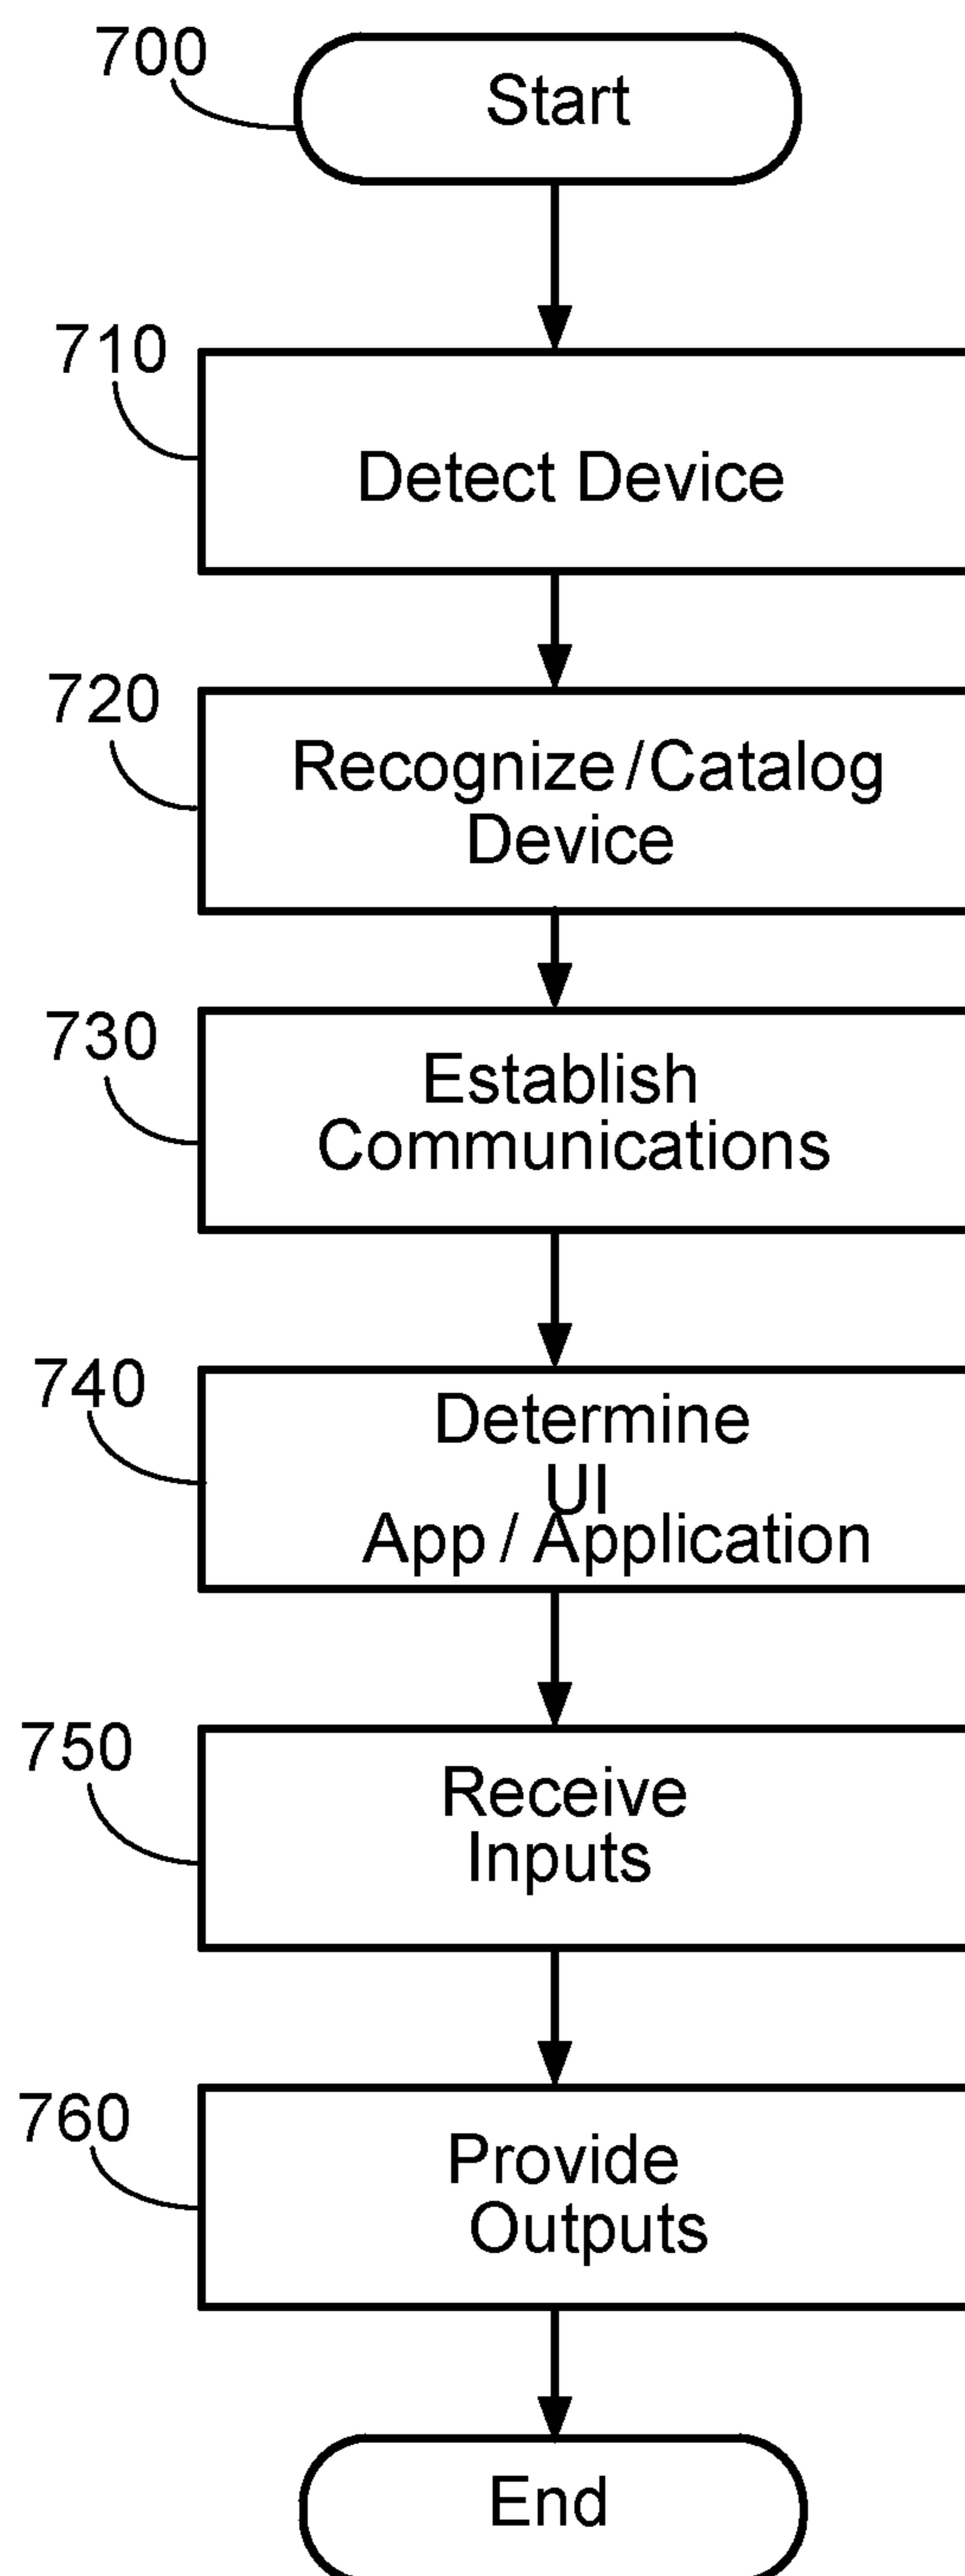 700
Start
710
Detect Device
720
Recognize/Catalog
Device
730
Establish
Communications
740
Determine
UI
App / Application
750
Receive
Inputs
760
Provide
Outputs
End